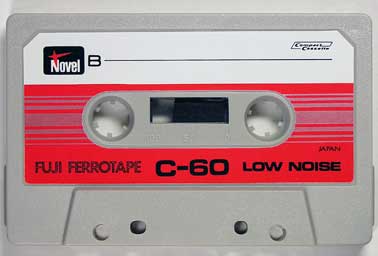 Novel B
Compact
Cassette
JAPAN
FUJI FERROTAPE C-60 LOW NOISE